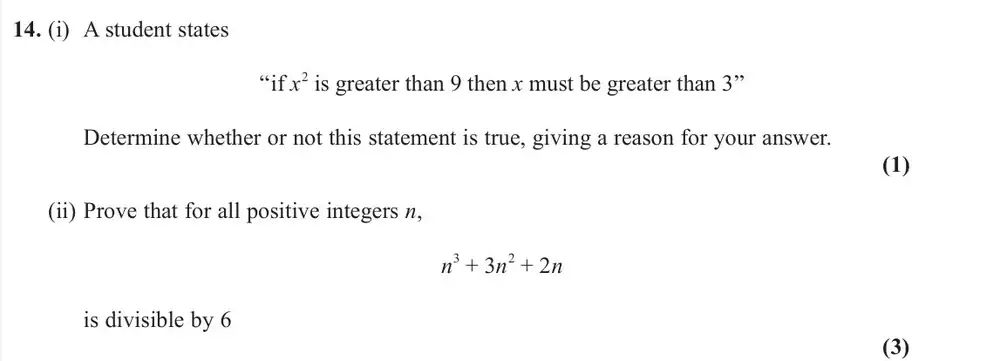 14. (i) A student states
“if x² is greater than 9 then x must be greater than 3”
Determine whether or not this statement is true, giving a reason for your answer.
(1)
(ii) Prove that for all positive integers n,
n³ + 3n² + 2n
is divisible by 6
(3)